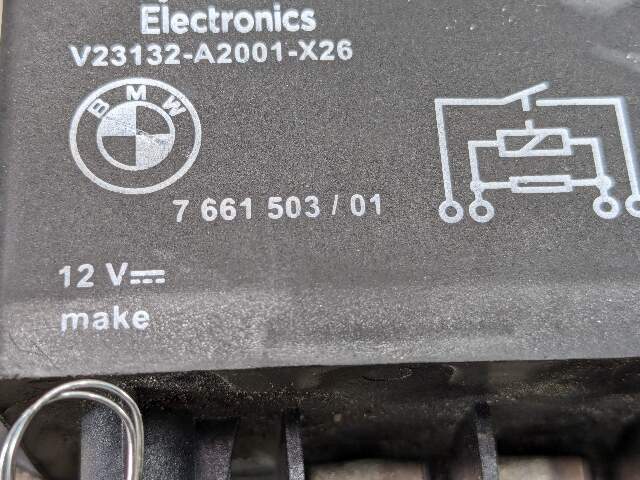 Electronics
V23132-A2001-X26
BMW
7 661 503 / 01
12 V
make